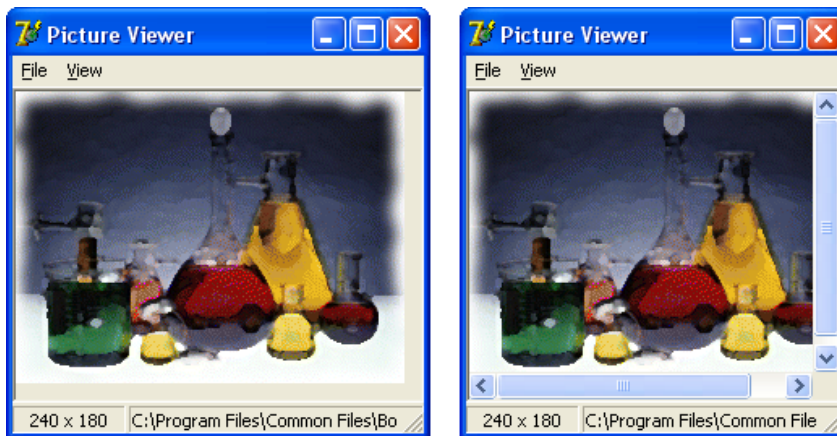 Picture Viewer
File View
240 x 180 C:\Program Files\Common Files\Bo
Picture Viewer
File View
240 x 180 C:\Program Files\Common File